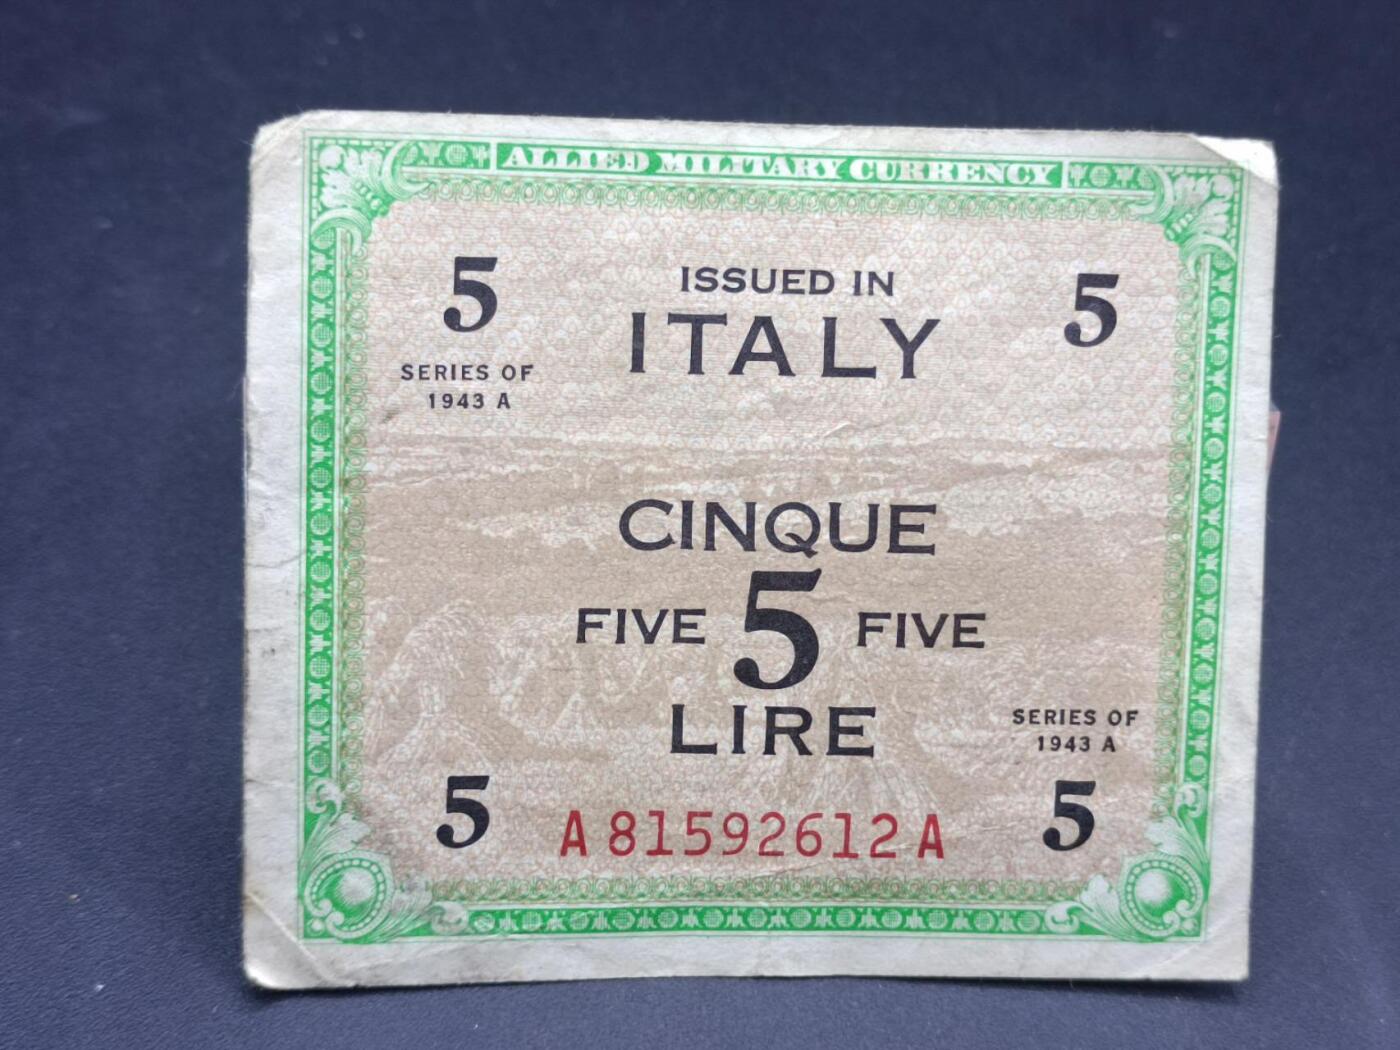 ALLIED MILITARY CURRENCY
5 ISSUED IN 5
ITALY
SERIES OF
1943 A
CINQUE
FIVE 5 FIVE
LIRE
SERIES OF
1943 A
5 A81592612A 5